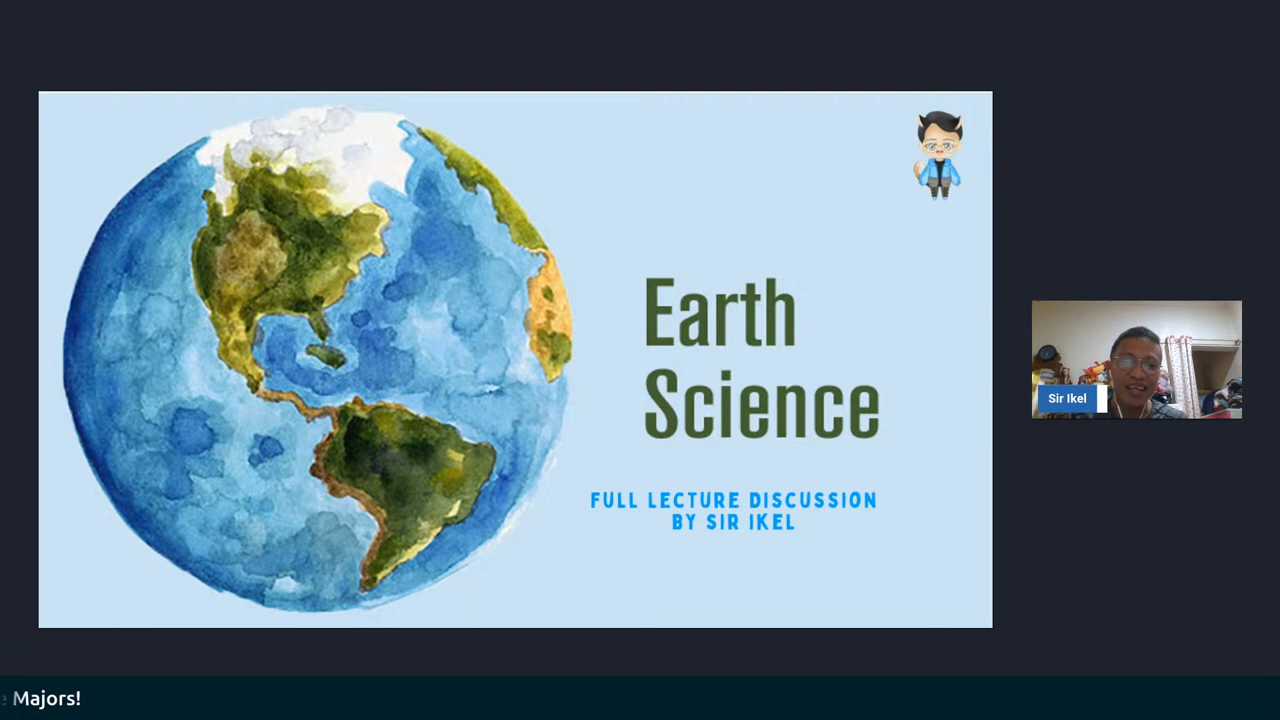 Earth
Science
FULL LECTURE DISCUSSION
BY SIR IKEL
Sir Ikel
Majors!